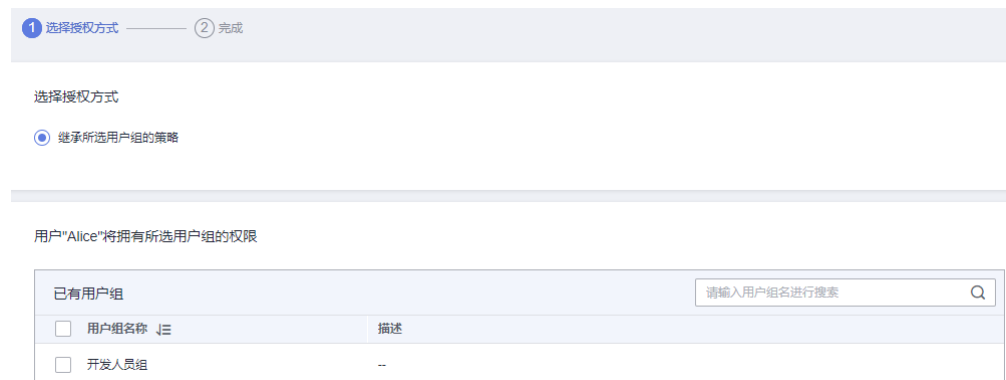 1 选择授权方式 2 完成
选择授权方式
继承所选用户组的策略
用户"Alice"将拥有所选用户组的权限
已有用户组 请输入用户组名进行搜索
用户组名称 描述
开发人员组 --